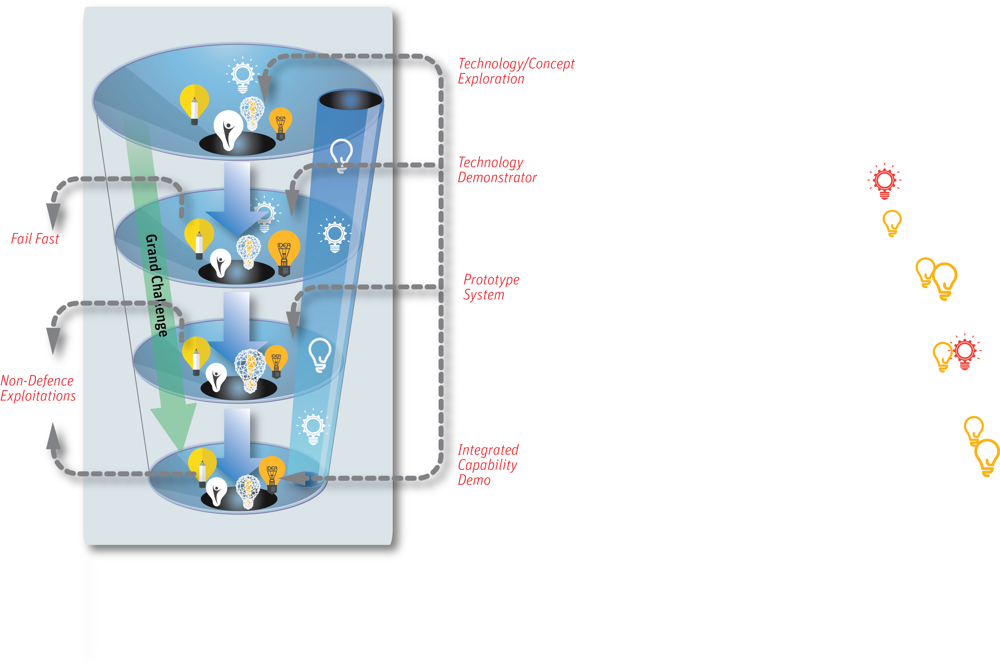 Technology/Concept
Exploration
IDEA
Technology
Demonstrator
Fail Fast
IDEA
Grand Challenge
Prototype
System
IDEA
Non-Defence
Exploitations
Integrated
Capability
Demo
IDEA